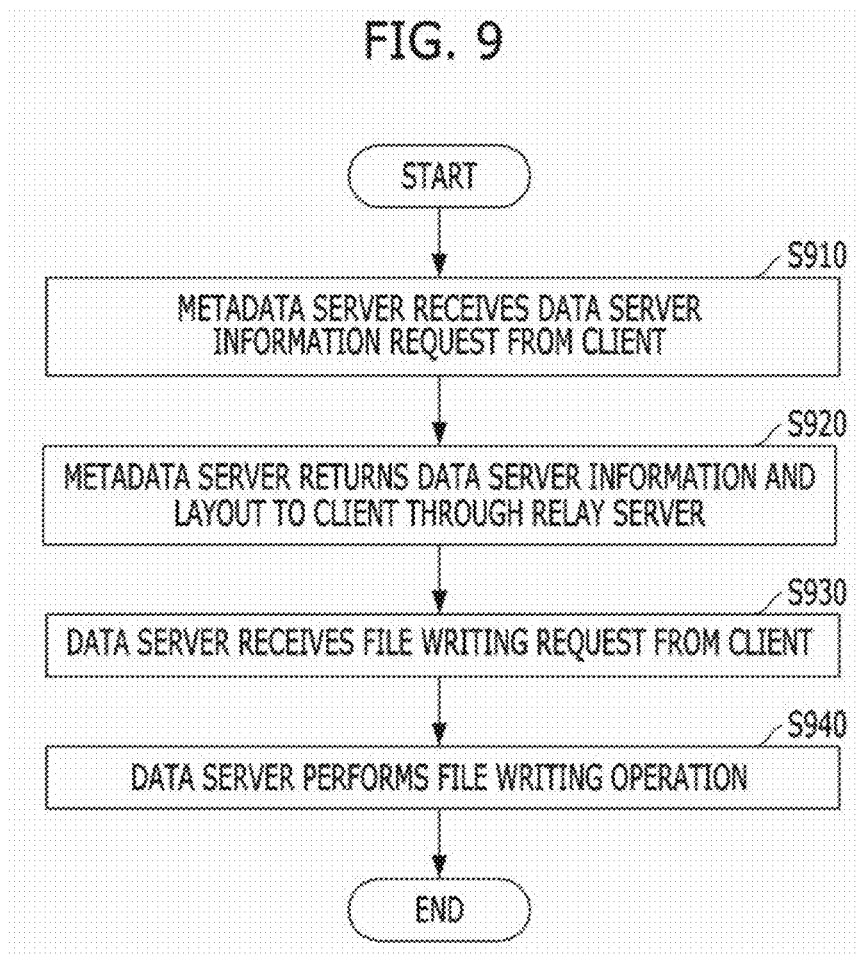 FIG. 9
START
S910
METADATA SERVER RECEIVES DATA SERVER
INFORMATION REQUEST FROM CLIENT
S920
METADATA SERVER RETURNS DATA SERVER INFORMATION AND
LAYOUT TO CLIENT THROUGH RELAY SERVER
S930
DATA SERVER RECEIVES FILE WRITING REQUEST FROM CLIENT
S940
DATA SERVER PERFORMS FILE WRITING OPERATION
END